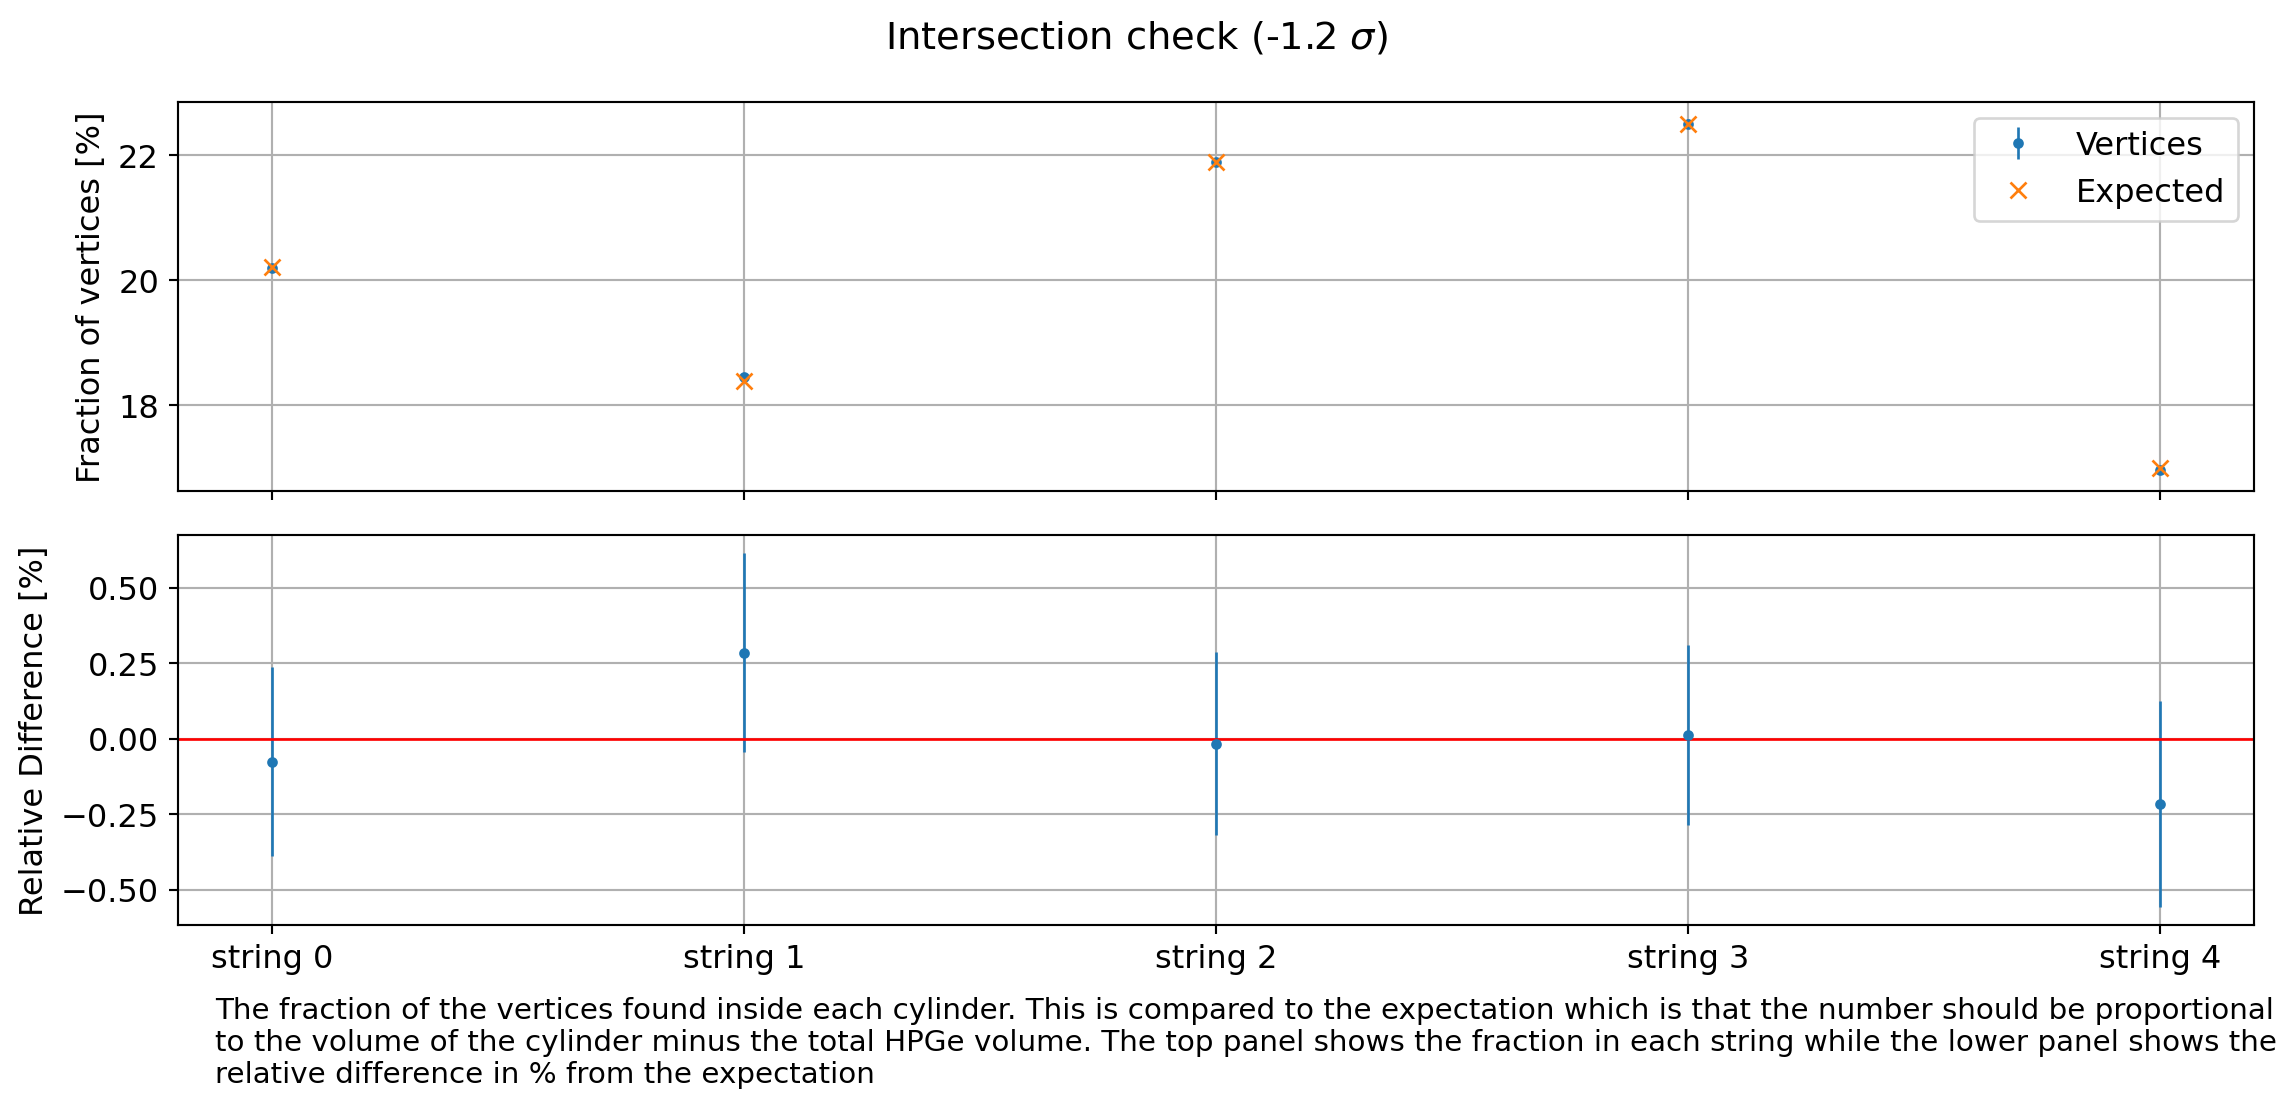 Intersection check (-1.2 σ)
Fraction of vertices [%]
22
20
18
Vertices
Expected
Relative Difference [%]
0.50
0.25
0.00
−0.25
−0.50
string 0
string 1
string 2
string 3
string 4
The fraction of the vertices found inside each cylinder. This is compared to the expectation which is that the number should be proportional
to the volume of the cylinder minus the total HPGe volume. The top panel shows the fraction in each string while the lower panel shows the
relative difference in % from the expectation